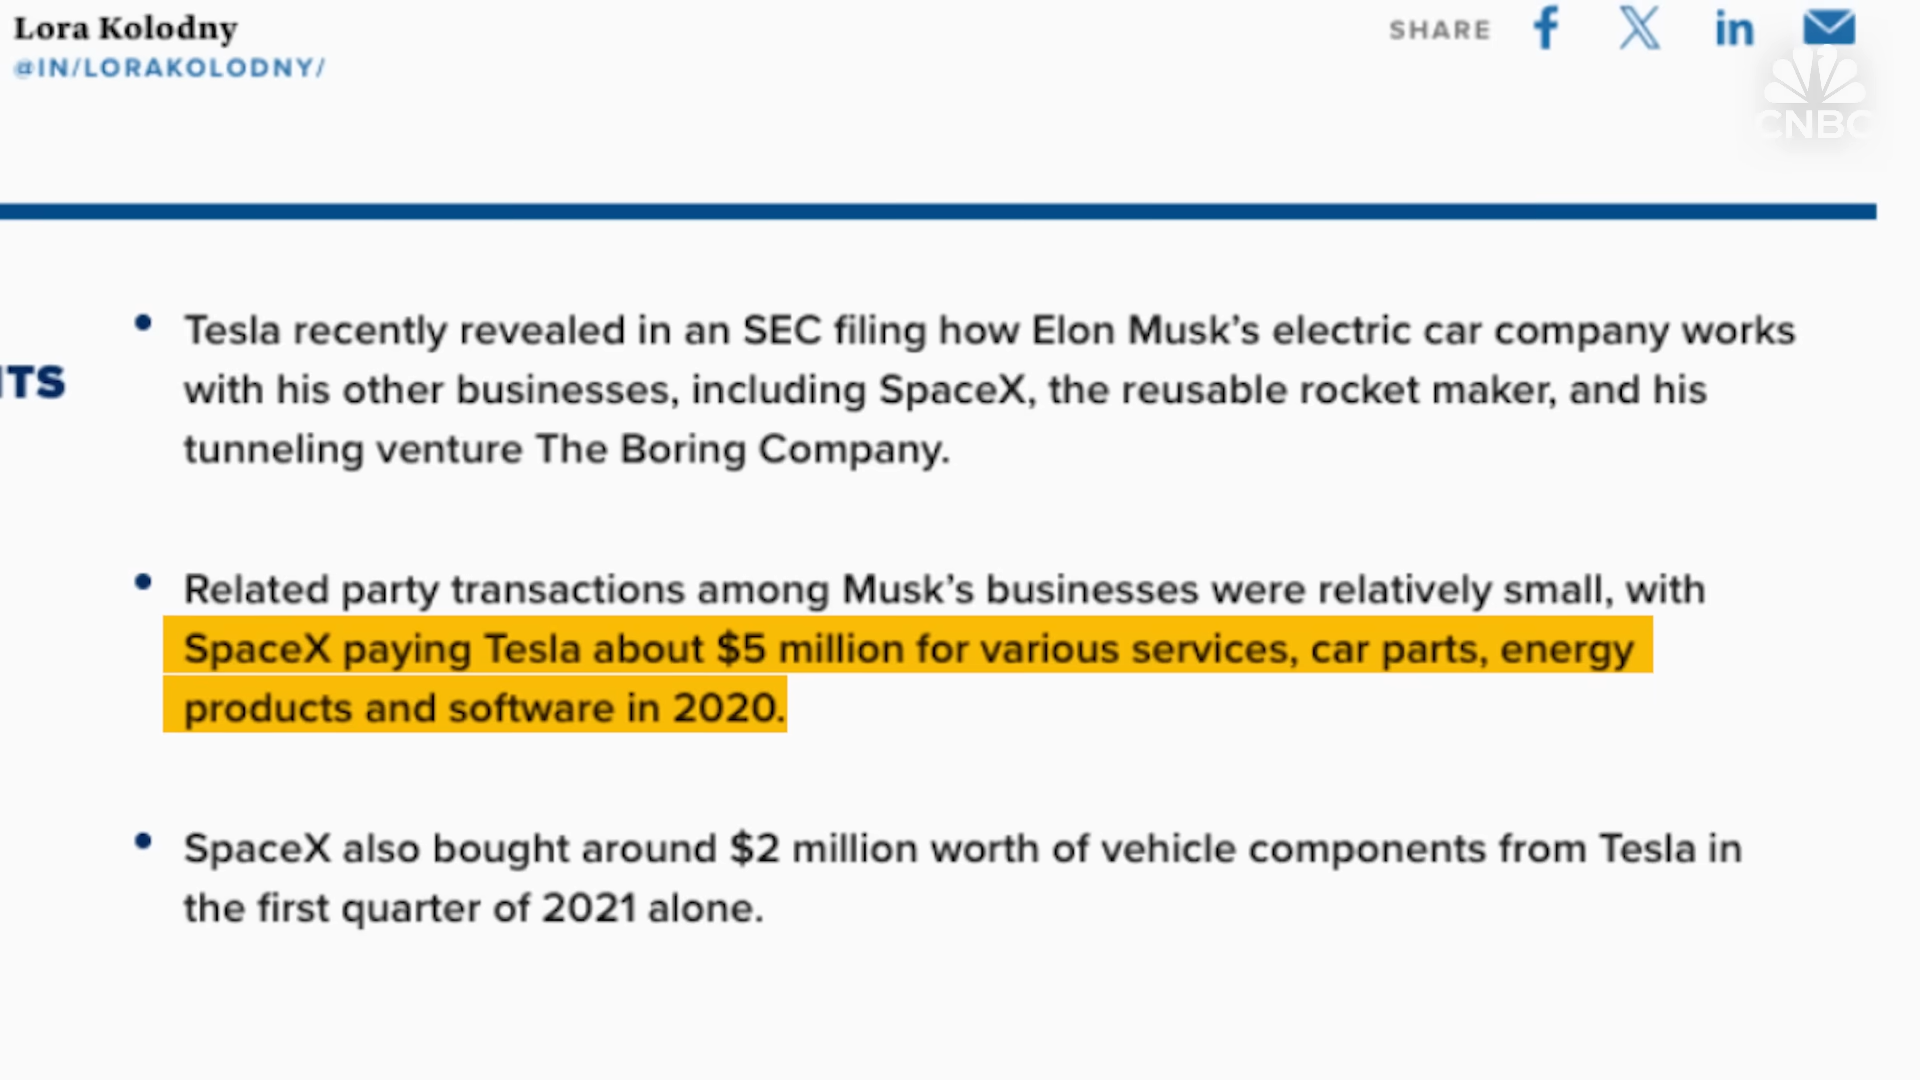 Lora Kolodny
@IN/LORAKOLODNY/
SHARE
CNBC
Tesla recently revealed in an SEC filing how Elon Musk’s electric car company works
with his other businesses, including SpaceX, the reusable rocket maker, and his
tunneling venture The Boring Company.
TS
Related party transactions among Musk’s businesses were relatively small, with
SpaceX paying Tesla about $5 million for various services, car parts, energy
products and software in 2020.
SpaceX also bought around $2 million worth of vehicle components from Tesla in
the first quarter of 2021 alone.